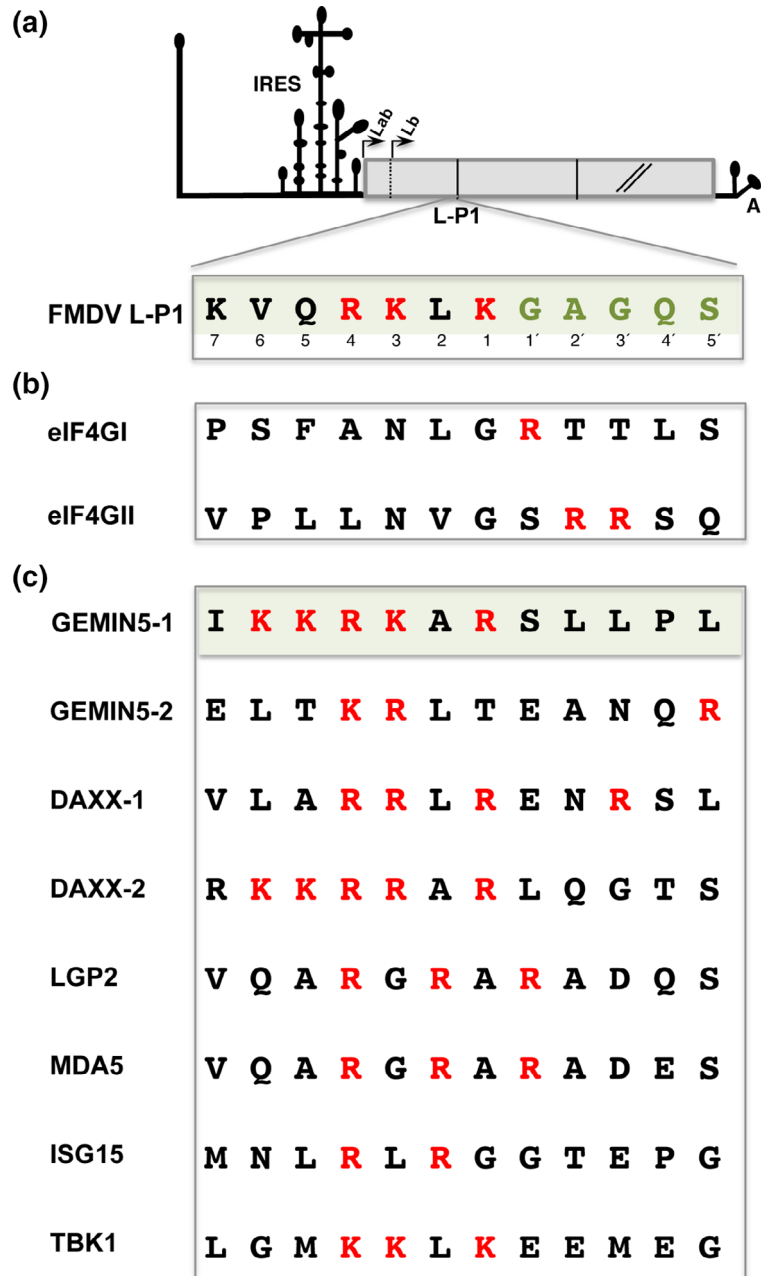 (a)
IRES
Lab
Lb
L-P1
A
FMDV L-P1 K V Q R K L K G A G Q S
7 6 5 4 3 2 1 1´ 2´ 3´ 4´ 5´
(b)
eIF4GI P S F A N L G R T T L S
eIF4GII V P L L N V G S R R S Q
(c)
GEMIN5-1 I K K R K A R S L L P L
GEMIN5-2 E L T K R L T E A N Q R
DAXX-1 V L A R R L R E N R S L
DAXX-2 R K K R R A R L Q G T S
LGP2 V Q A R G R A R A D Q S
MDA5 V Q A R G R A R A D E S
ISG15 M N L R L R G G T E P G
TBK1 L G M K K L K E E M E G